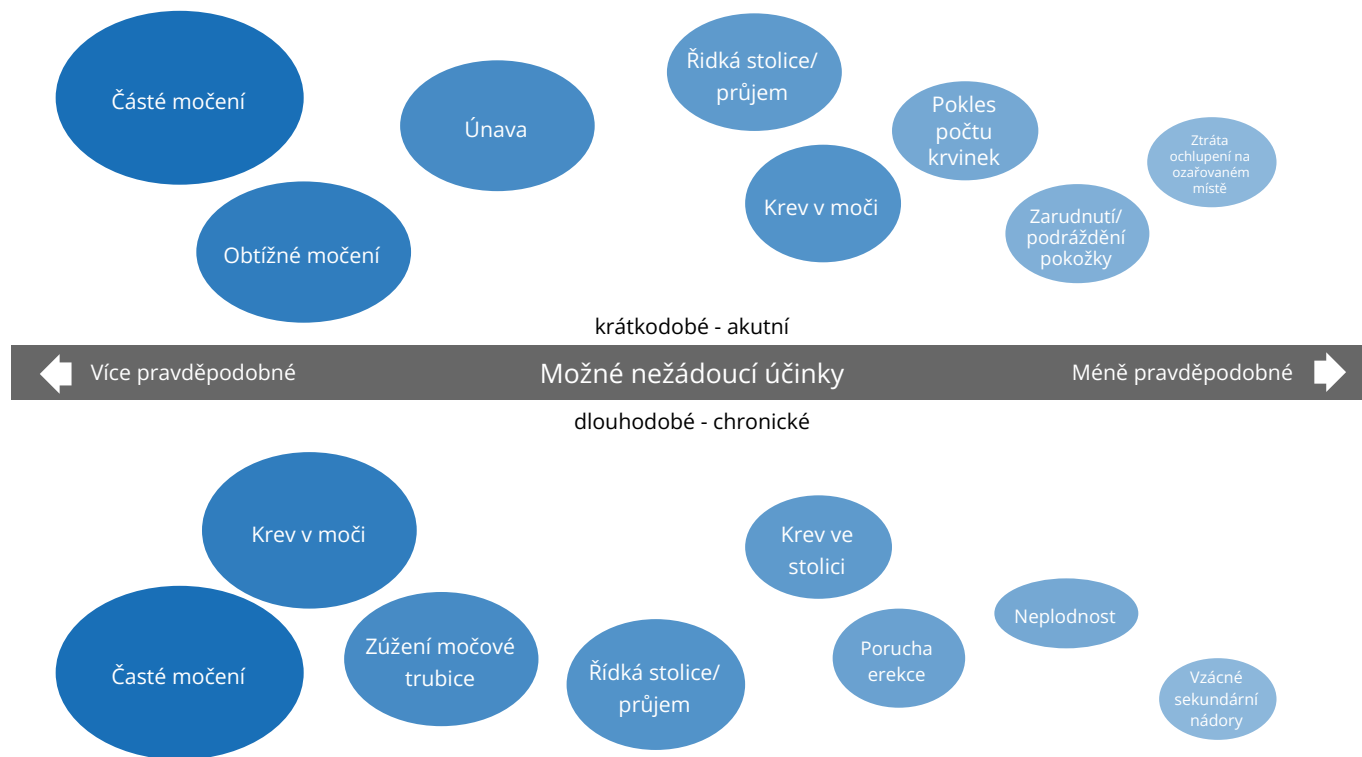 Částé močení
Obtížné močení
Únava
Řidká stolice/
průjem
Krev v moči
Pokles
počtu
krvinek
Zarudnutí/
podráždění
pokožky
Ztráta
ochlupení na
ozařovaném
místě
krátkodobé - akutní
Více pravděpodobné
Možné nežádoucí účinky
Méně pravděpodobné
dlouhodobé - chronické
Krev v moči
Časté močení
Zúžení močové
trubice
Řídká stolice/
průjem
Krev ve
stolici
Porucha
erekce
Neplodnost
Vzácné
sekundární
nádory